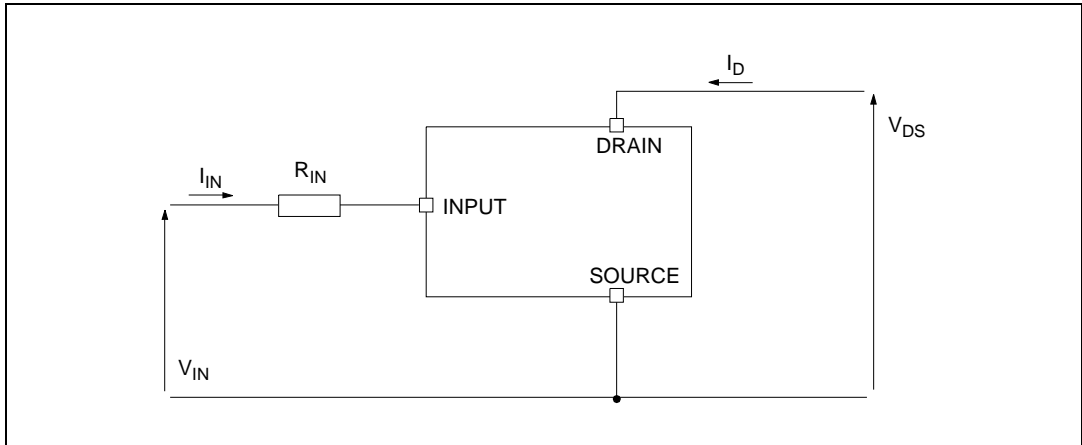 I_D
DRAIN
V_DS
I_IN
R_IN
INPUT
SOURCE
V_IN